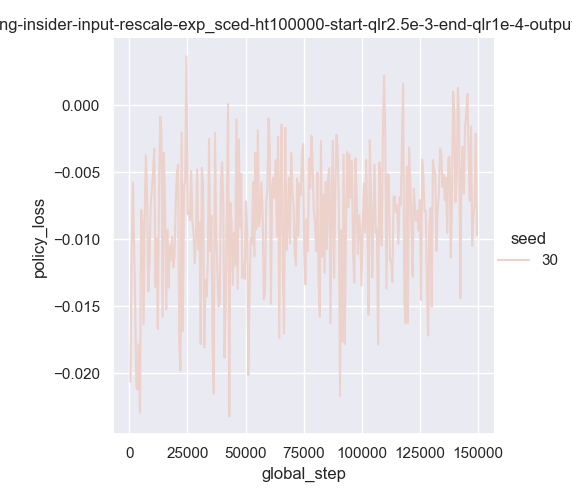 ng-insider-input-rescale-exp_sced-ht100000-start-qlr2.5e-3-end-qlr1e-4-output
0.000
−0.005
−0.010
−0.015
−0.020
policy_loss
0 25000 50000 75000 100000 125000 150000
global_step
seed
30